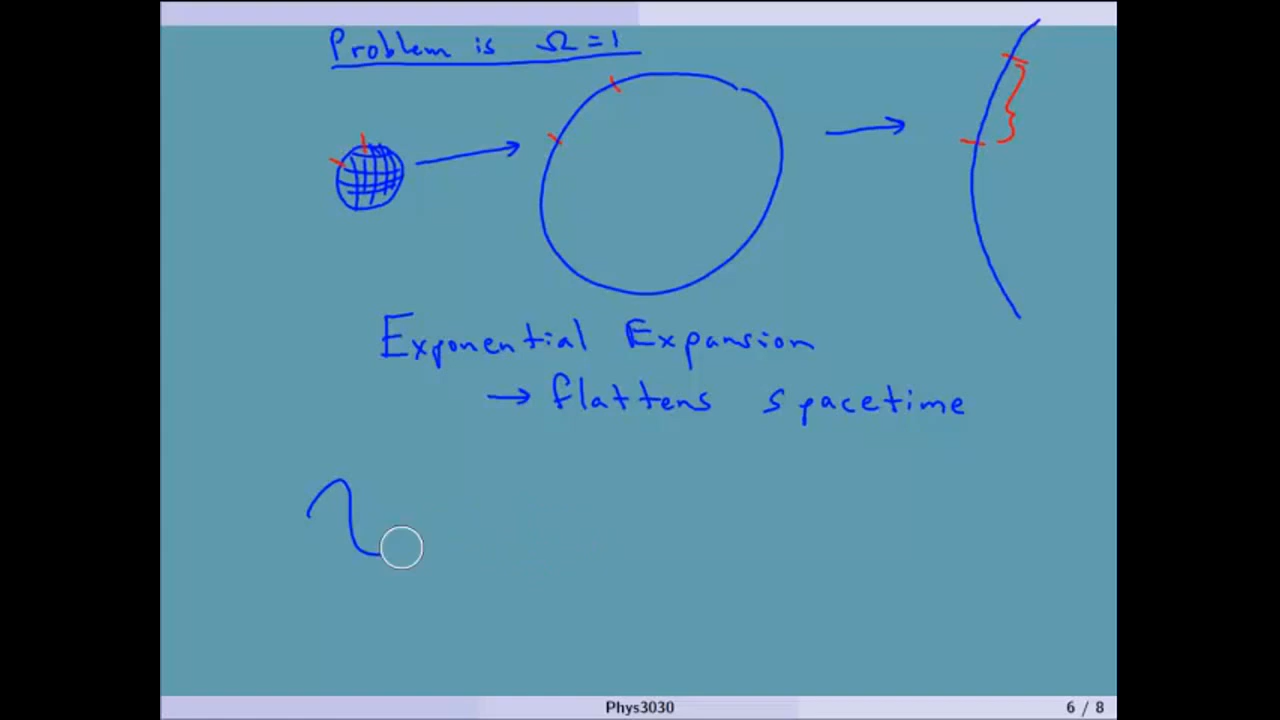 Problem is Ω = 1
Exponential Expansion
→ flattens spacetime
Phys3030
6 / 8